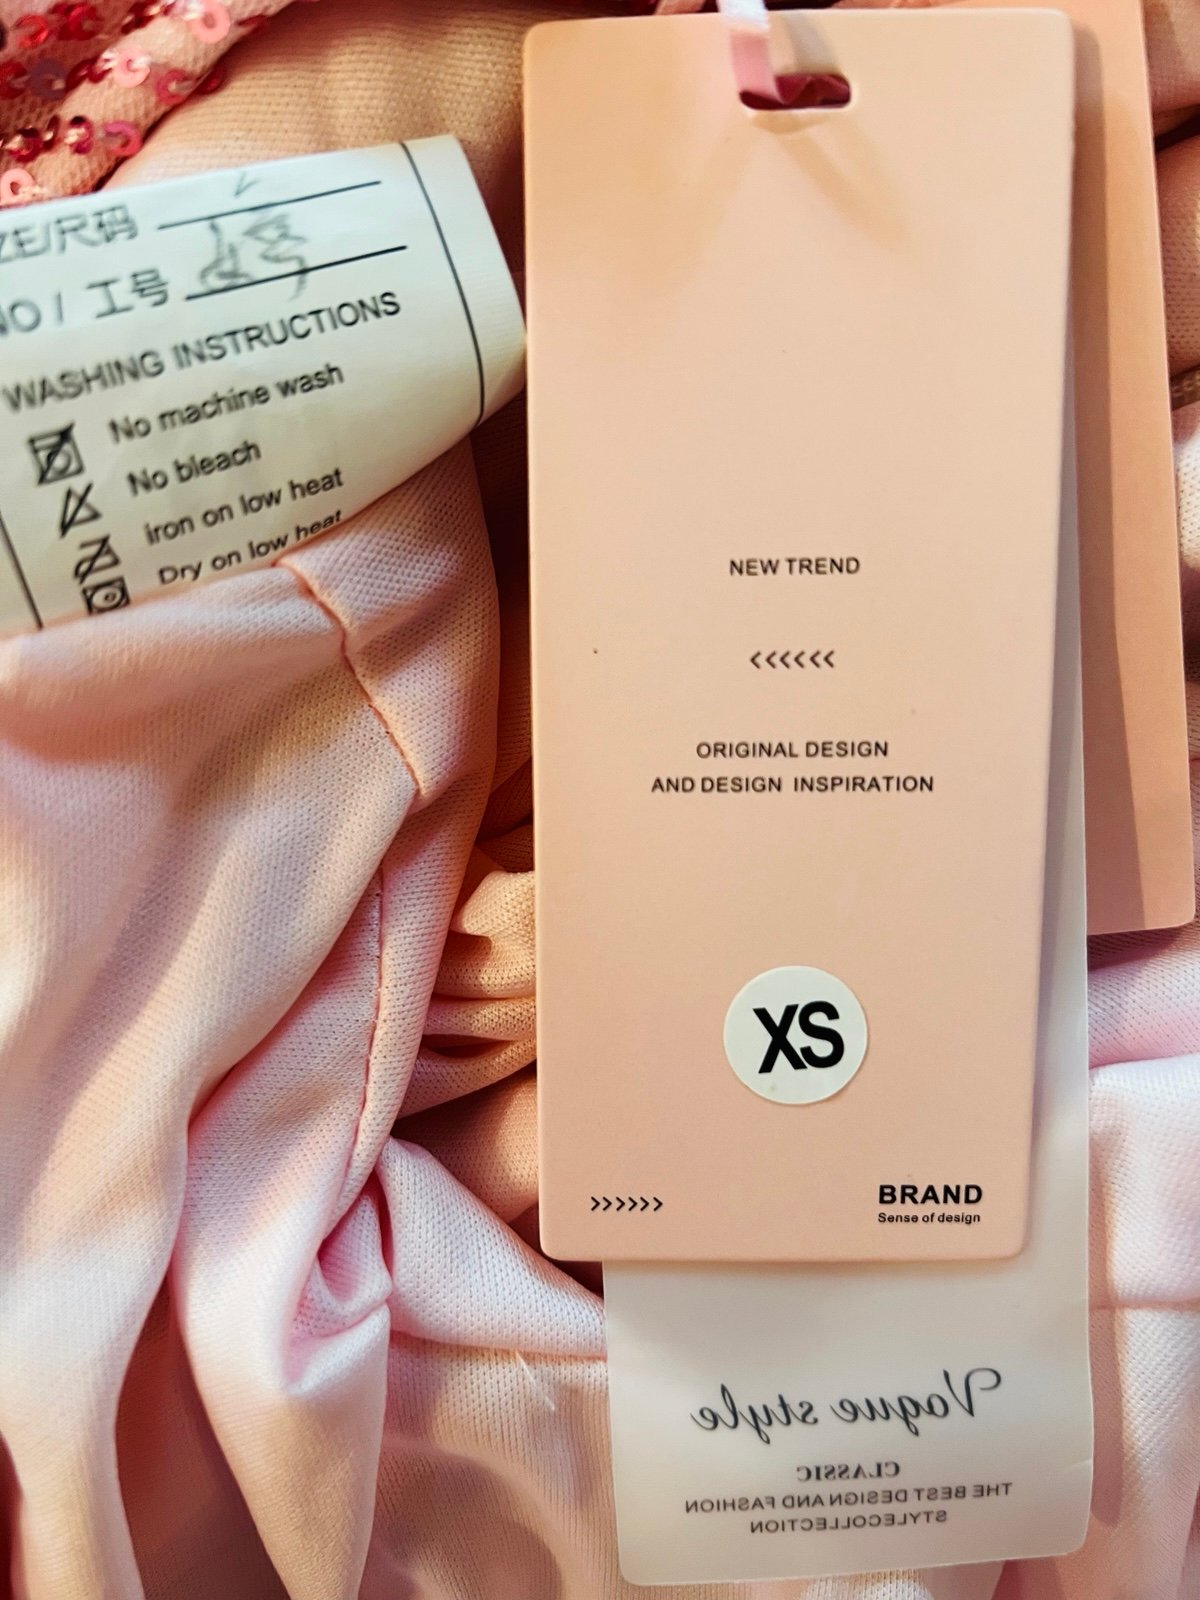 ZE/尺码
NO / 工号
WASHING INSTRUCTIONS
No machine wash
No bleach
iron on low heat
Dry on low heat
NEW TREND
<<<<<<
ORIGINAL DESIGN
AND DESIGN INSPIRATION
XS
>>>>>>
BRAND
Sense of design
Vague style
CLASSIC
THE BEST DESIGN AND FASHION
STYLECOLLECTION